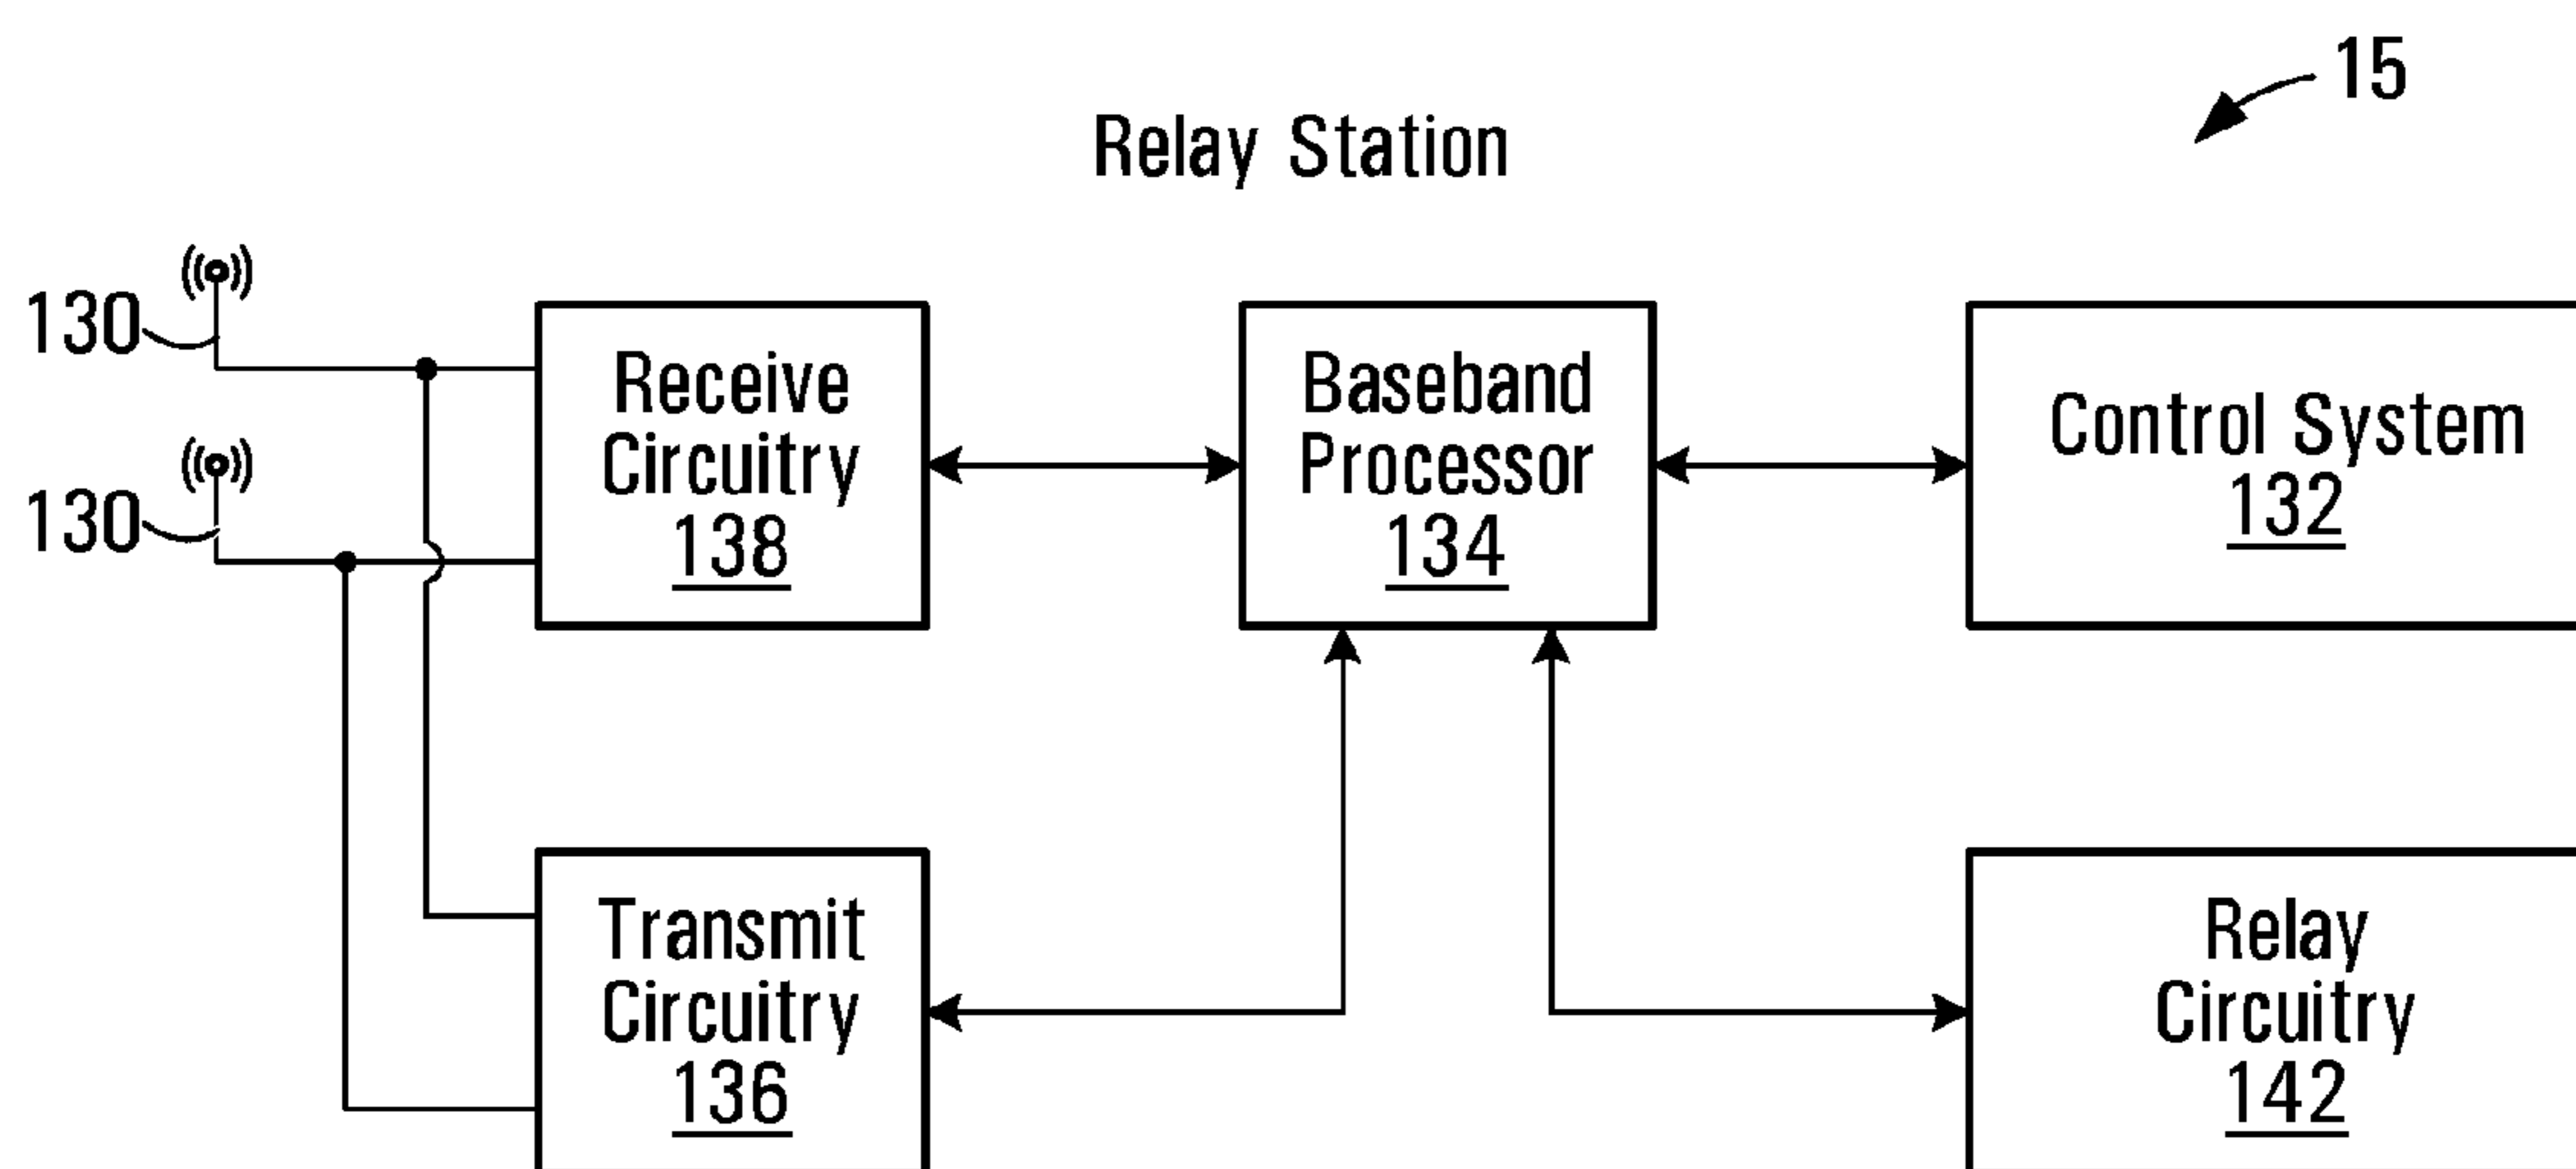 15
Relay Station
130
130
Receive
Circuitry
138
Baseband
Processor
134
Control System
132
Transmit
Circuitry
136
Relay
Circuitry
142